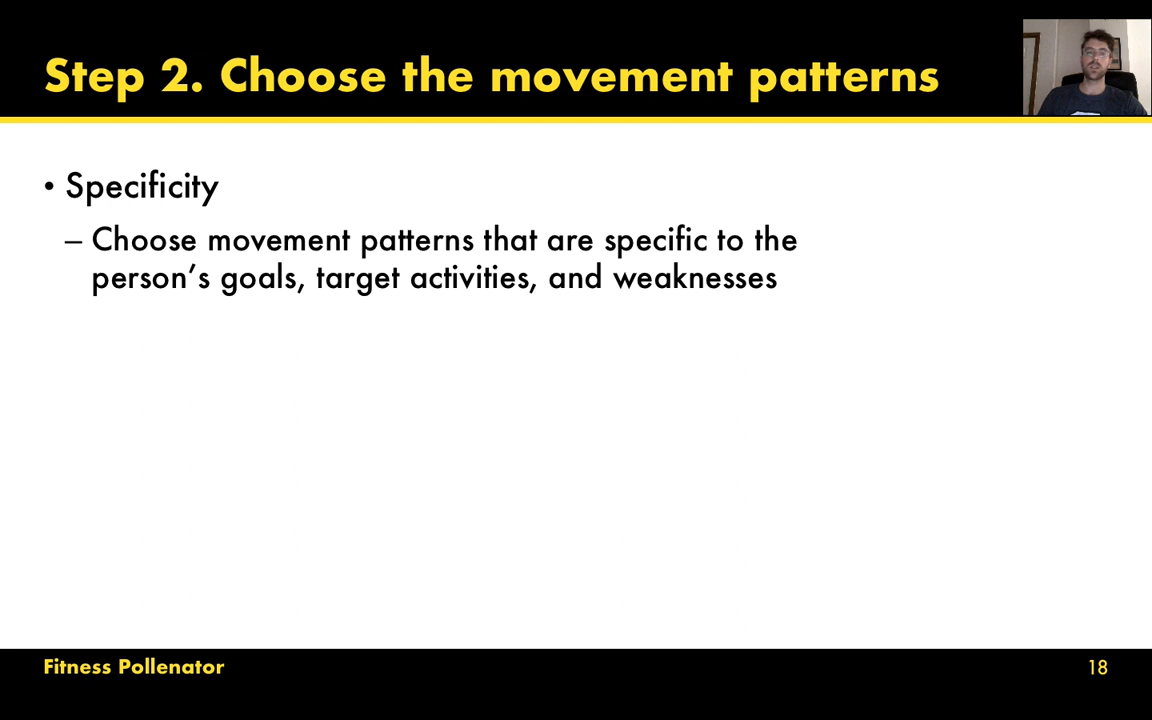 Step 2. Choose the movement patterns
• Specificity
– Choose movement patterns that are specific to the
person’s goals, target activities, and weaknesses
Fitness Pollenator
18